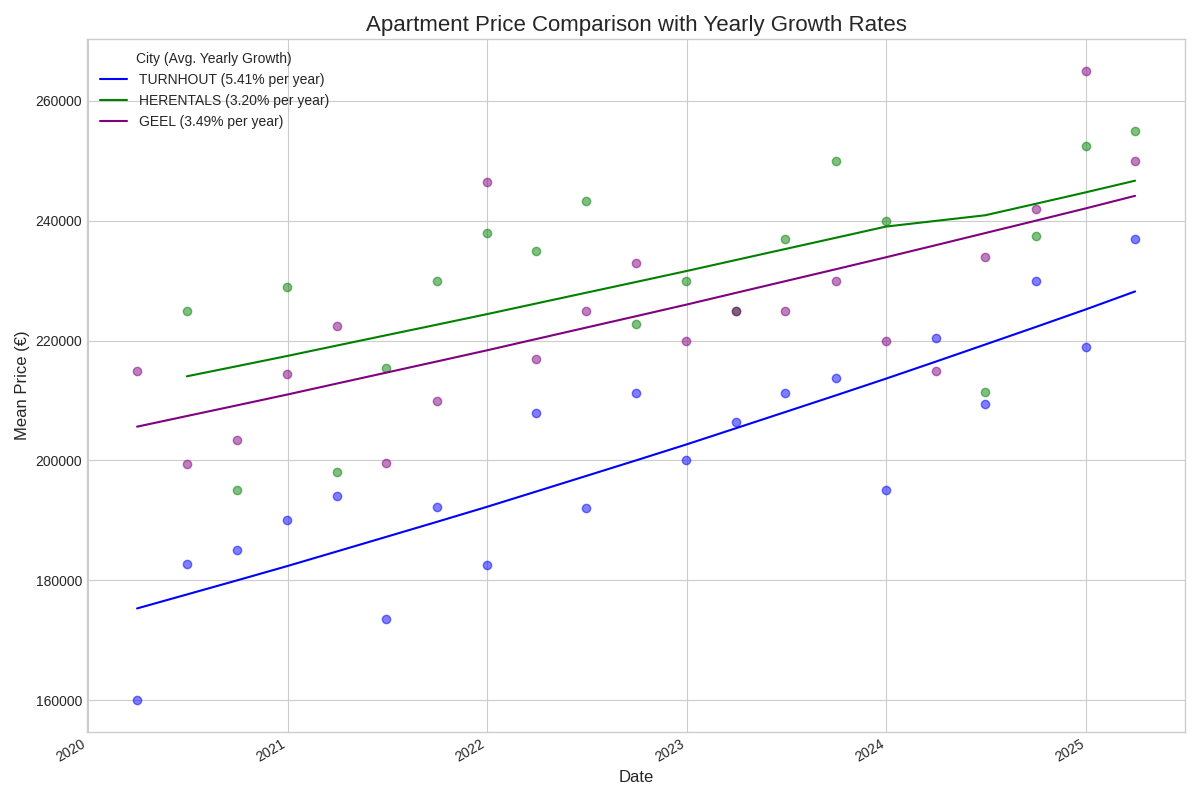 Apartment Price Comparison with Yearly Growth Rates
City (Avg. Yearly Growth)
TURNHOUT (5.41% per year)
HERENTALS (3.20% per year)
GEEL (3.49% per year)
Mean Price (€)
260000
240000
220000
200000
180000
160000
2020
2021
2022
2023
2024
2025
Date